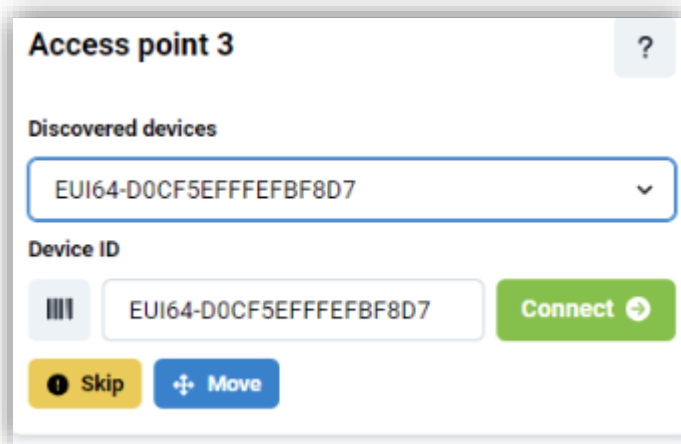 Access point 3 ?
Discovered devices
EUI64-D0CF5EFFFEFBF8D7
Device ID
EUI64-D0CF5EFFFEFBF8D7 Connect
Skip Move